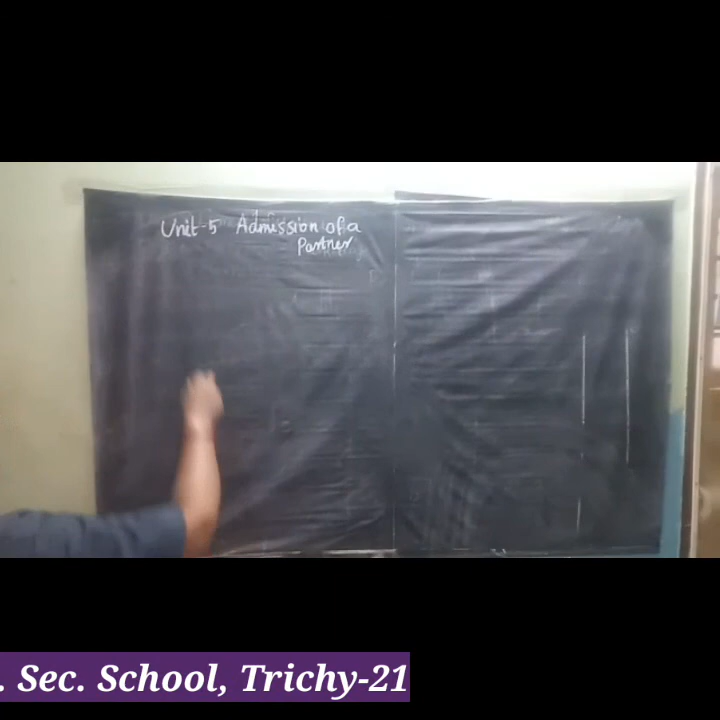 Unit-5 Admission of a
Partner
. Sec. School, Trichy-21